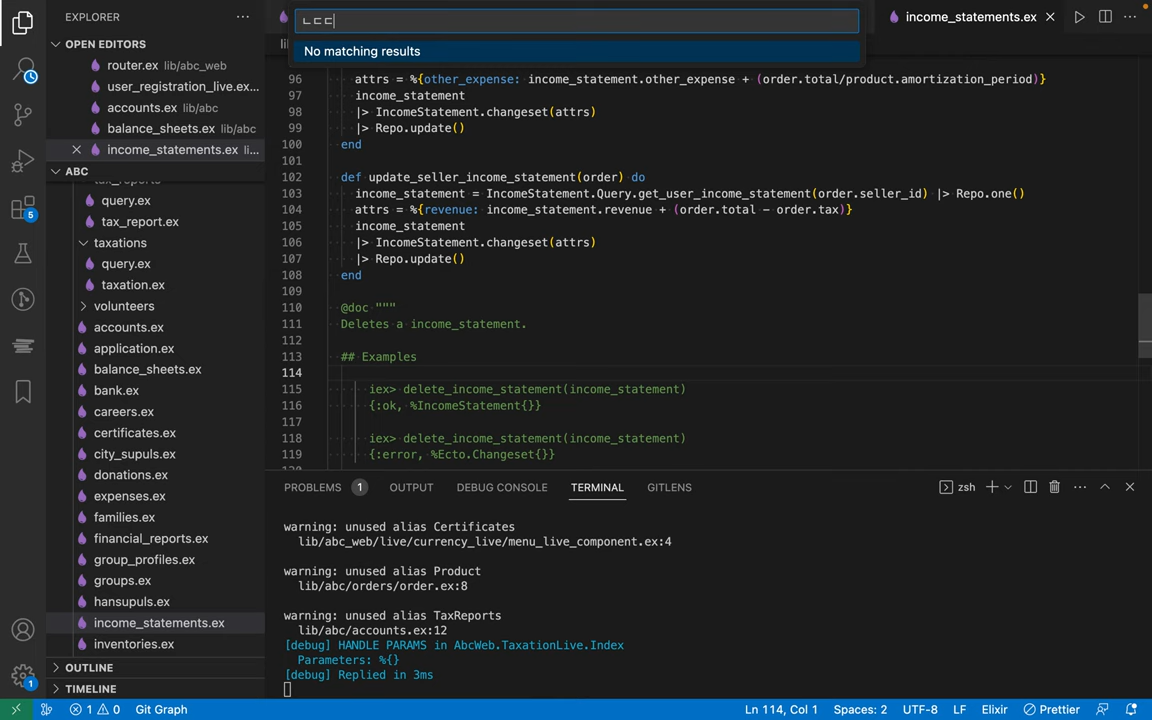 EXPLORER
ㄴㄷㄷ
income_statements.ex
No matching results
OPEN EDITORS
router.ex lib/abc_web
user_registration_live.ex...
accounts.ex lib/abc
balance_sheets.ex lib/abc
income_statements.ex li...
ABC
query.ex
tax_report.ex
taxations
query.ex
taxation.ex
volunteers
accounts.ex
application.ex
balance_sheets.ex
bank.ex
careers.ex
certificates.ex
city_supuls.ex
donations.ex
expenses.ex
families.ex
financial_reports.ex
group_profiles.ex
groups.ex
hansupuls.ex
income_statements.ex
inventories.ex
OUTLINE
TIMELINE
96 attrs = %{other_expense: income_statement.other_expense + (order.total/product.amortization_period)}
97 income_statement
98 |> IncomeStatement.changeset(attrs)
99 |> Repo.update()
100 end
101
102 def update_seller_income_statement(order) do
103 income_statement = IncomeStatement.Query.get_user_income_statement(order.seller_id) |> Repo.one()
104 attrs = %{revenue: income_statement.revenue + (order.total - order.tax)}
105 income_statement
106 |> IncomeStatement.changeset(attrs)
107 |> Repo.update()
108 end
109
110 @doc """
111 Deletes a income_statement.
112
113 ## Examples
114
115 iex> delete_income_statement(income_statement)
116 {:ok, %IncomeStatement{}}
117
118 iex> delete_income_statement(income_statement)
119 {:error, %Ecto.Changeset{}}
PROBLEMS 1 OUTPUT DEBUG CONSOLE TERMINAL GITLENS zsh
warning: unused alias Certificates
lib/abc_web/live/currency_live/menu_live_component.ex:4
warning: unused alias Product
lib/abc/orders/order.ex:8
warning: unused alias TaxReports
lib/abc/accounts.ex:12
[debug] HANDLE PARAMS in AbcWeb.TaxationLive.Index
Parameters: %{}
[debug] Replied in 3ms
5
1
1 0 Git Graph Ln 114, Col 1 Spaces: 2 UTF-8 LF Elixir Prettier